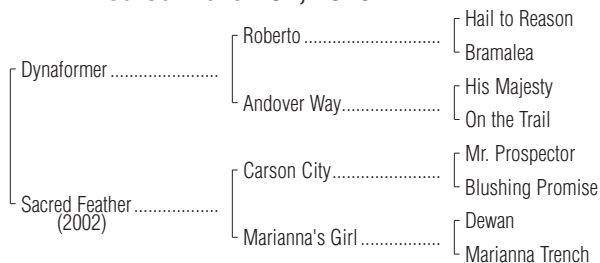 Hail to Reason
Roberto ..............................
Bramalea
Dynaformer .......................
His Majesty
Andover Way.....................
On the Trail
Mr. Prospector
Carson City.......................
Blushing Promise
Sacred Feather ..................
(2002)
Dewan
Marianna's Girl .................
Marianna Trench